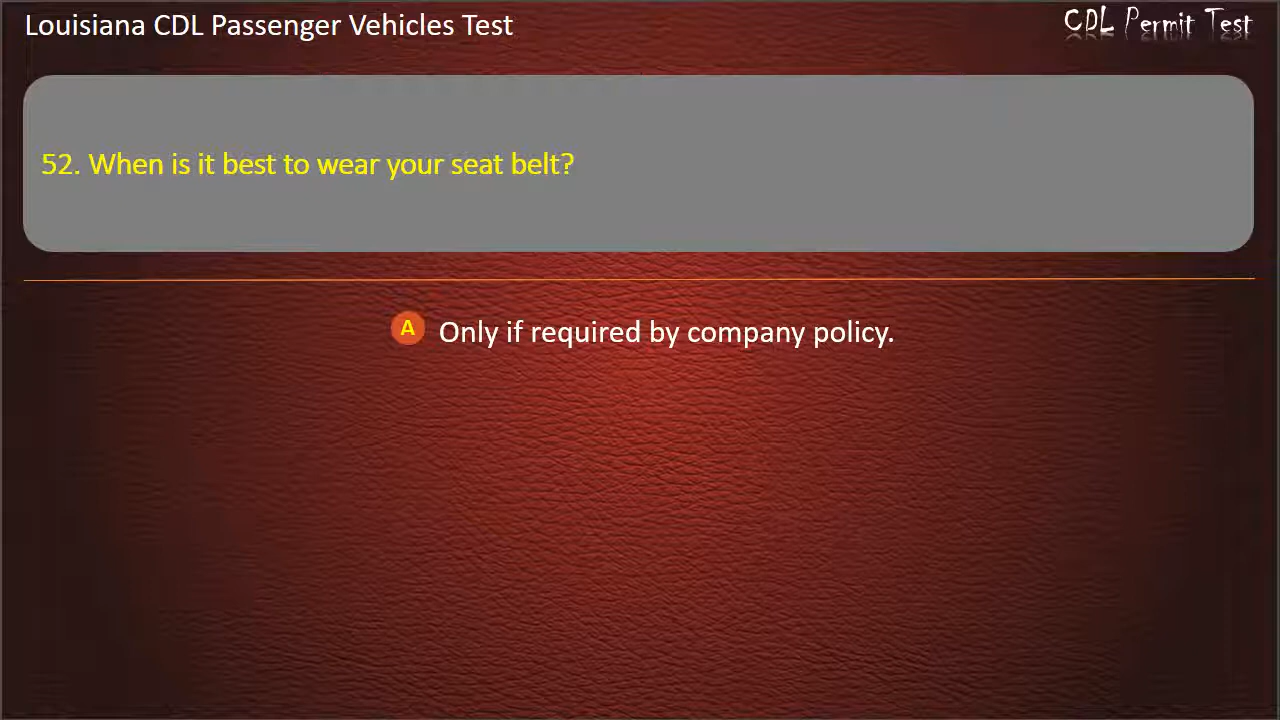 Louisiana CDL Passenger Vehicles Test
CDL Permit Test
52. When is it best to wear your seat belt?
A Only if required by company policy.